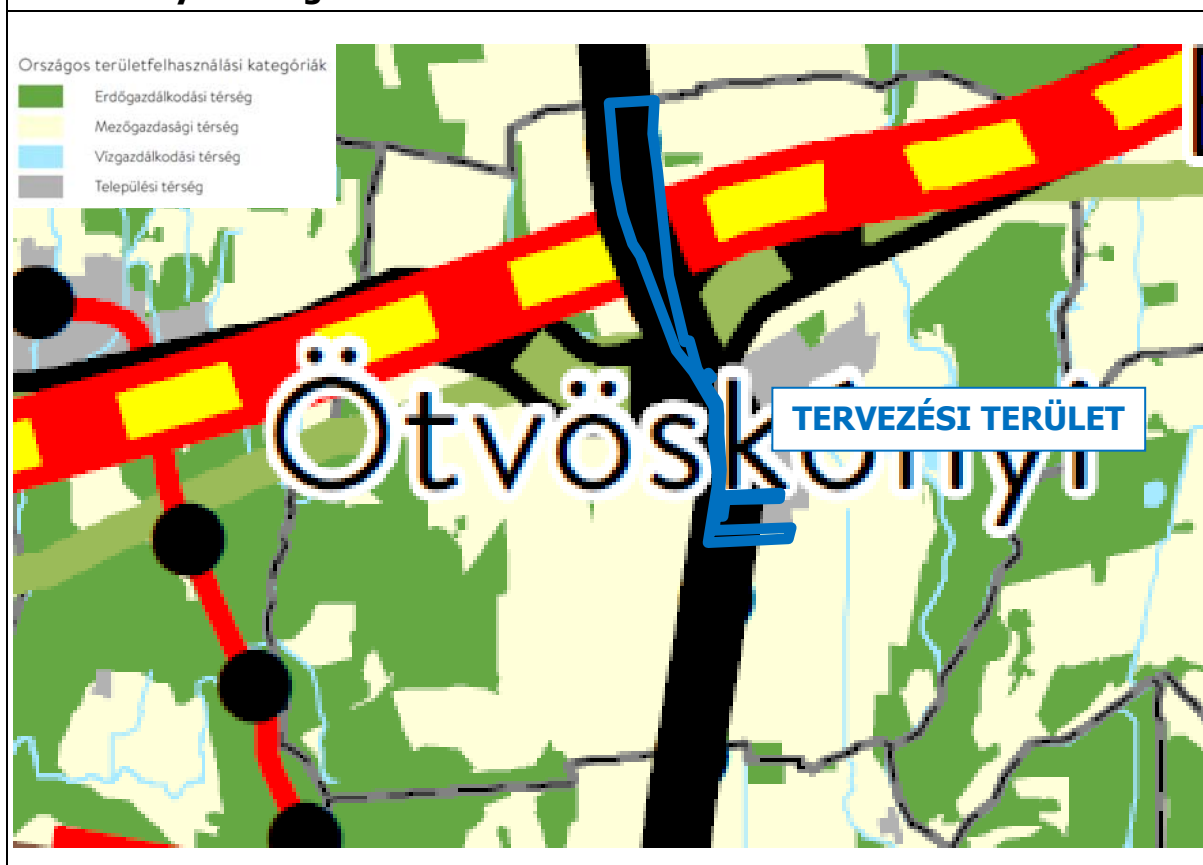 Országos területfelhasználási kategóriák
Erdőgazdálkodási térség
Mezőgazdasági térség
Vízgazdálkodási térség
Települési térség
Ötvöskónyi
TERVEZÉSI TERÜLET